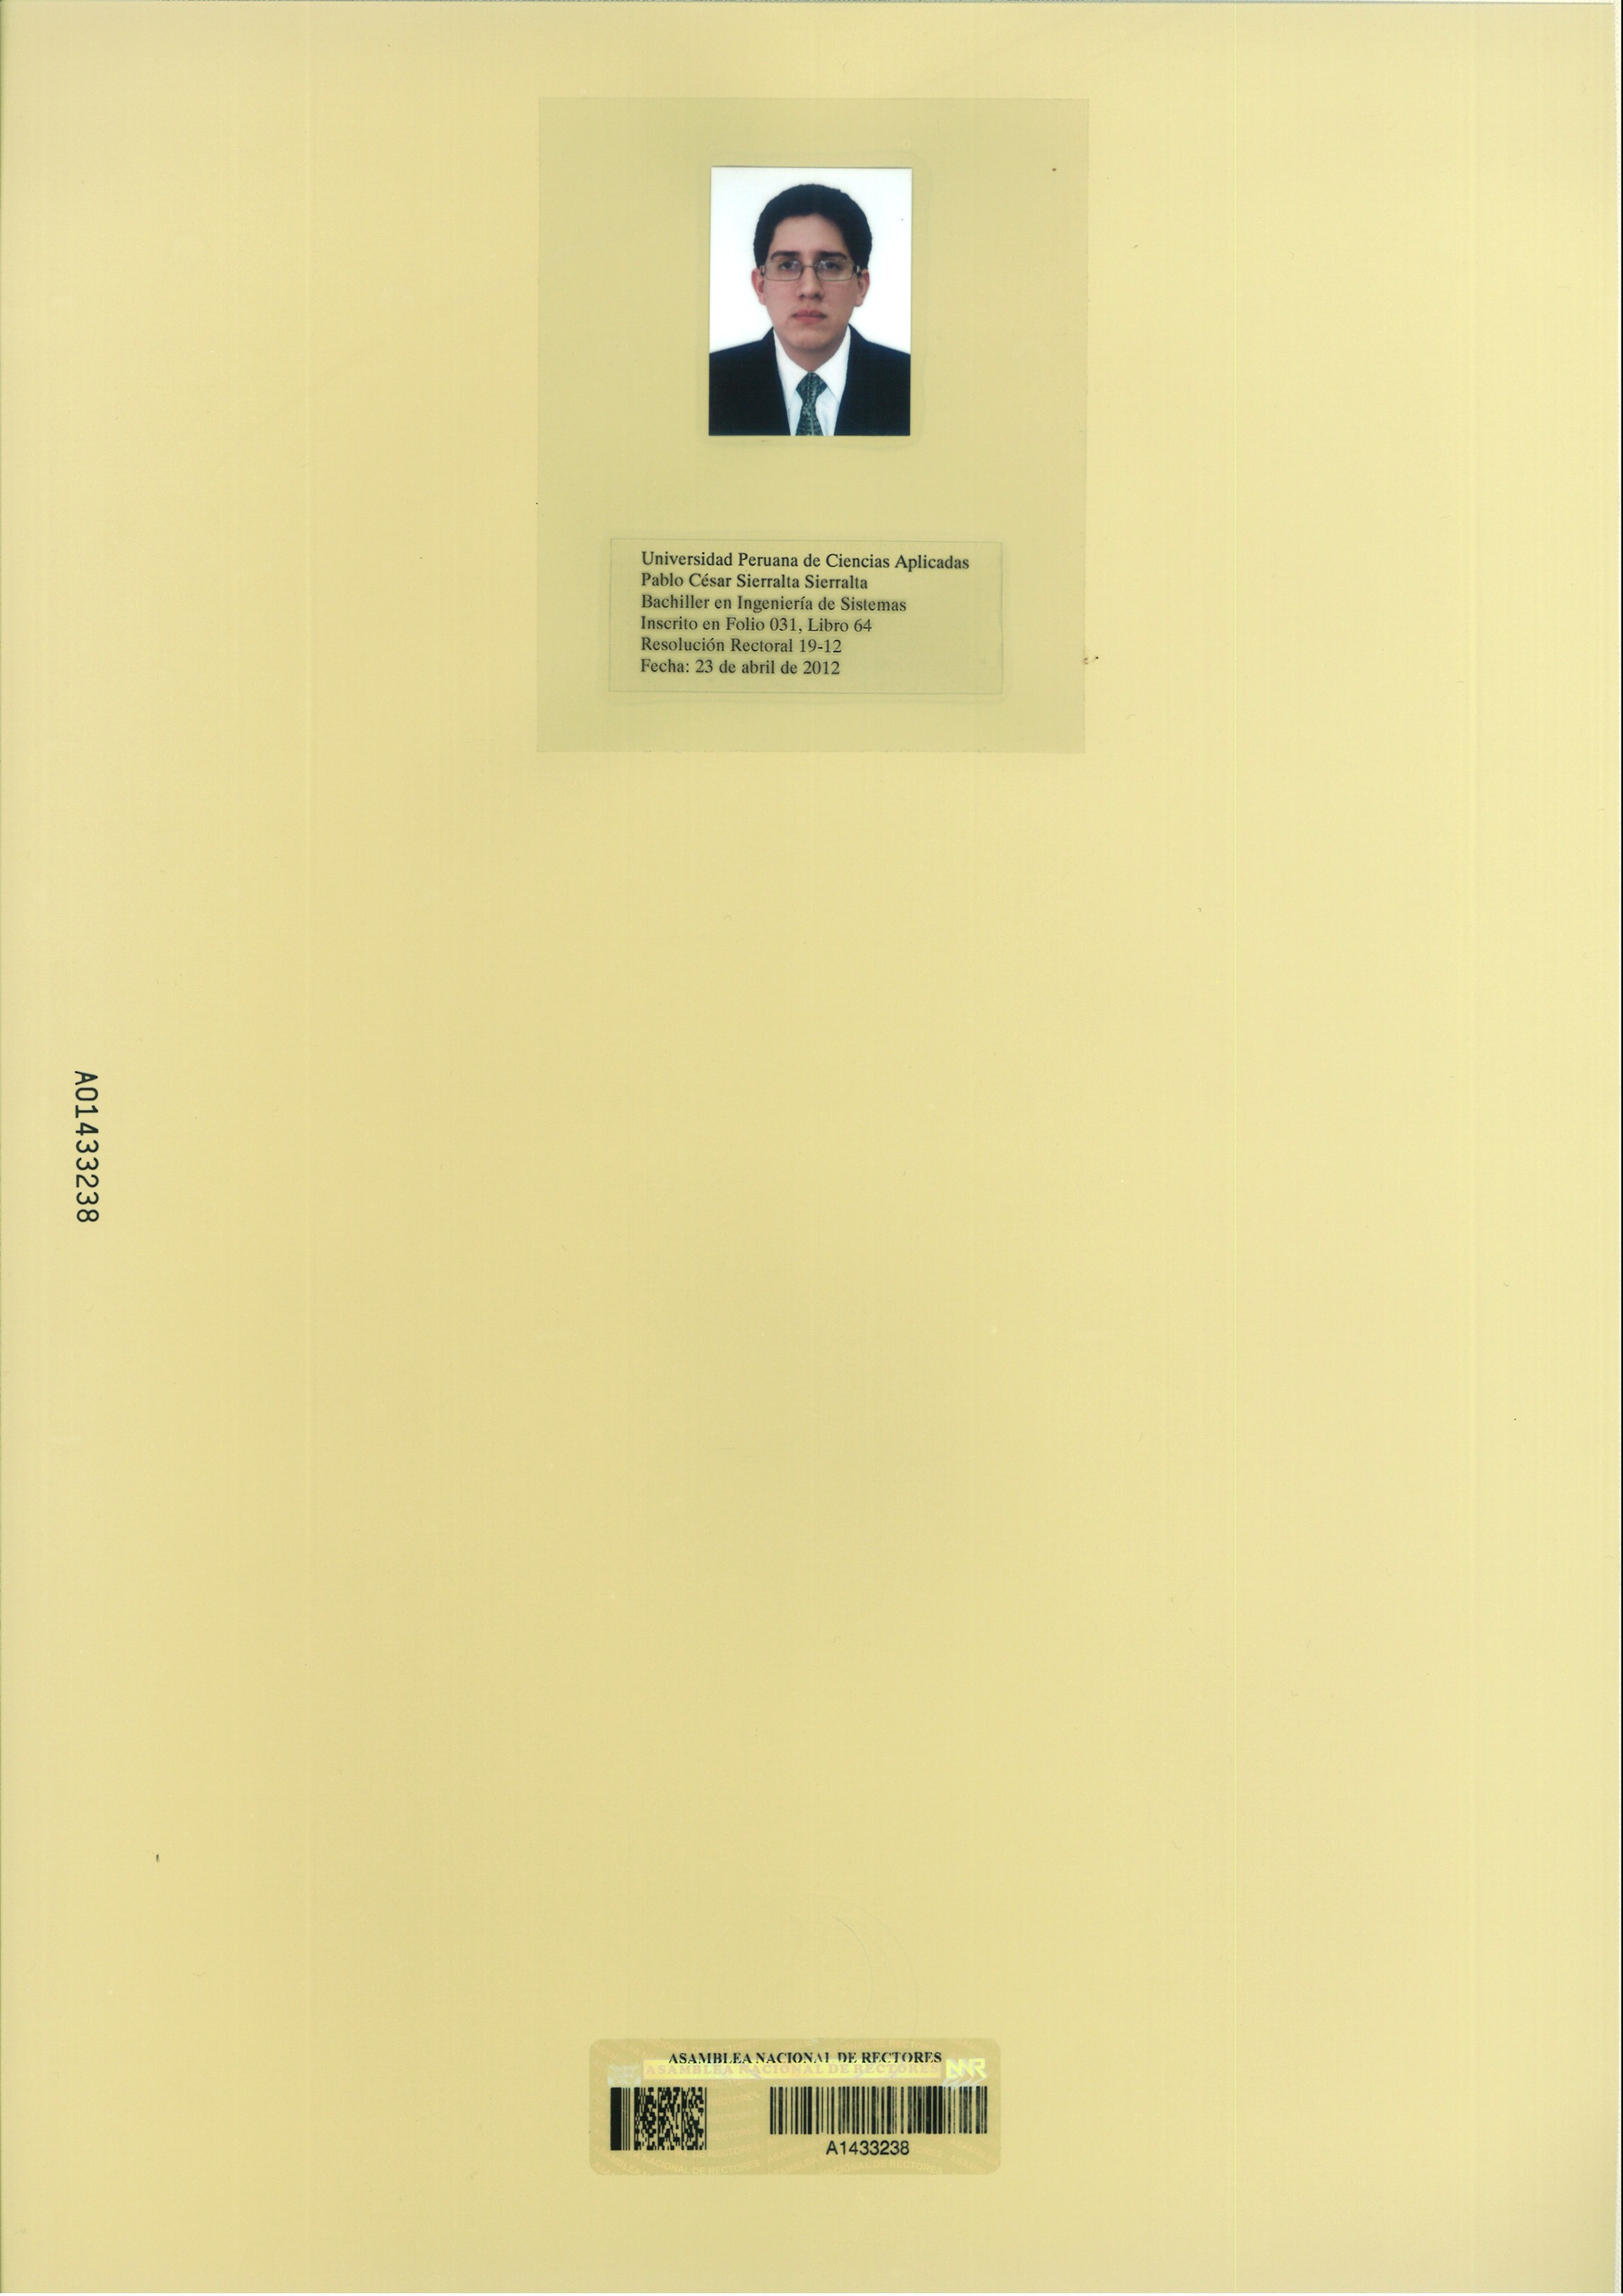 Universidad Peruana de Ciencias Aplicadas
Pablo César Sierralta Sierralta
Bachiller en Ingeniería de Sistemas
Inscrito en Folio 031, Libro 64
Resolución Rectoral 19-12
Fecha: 23 de abril de 2012
A01433238
ASAMBLEA NACIONAL DE RECTORES
ASAMBLEA NACIONAL DE RECTORES ANR
A1433238